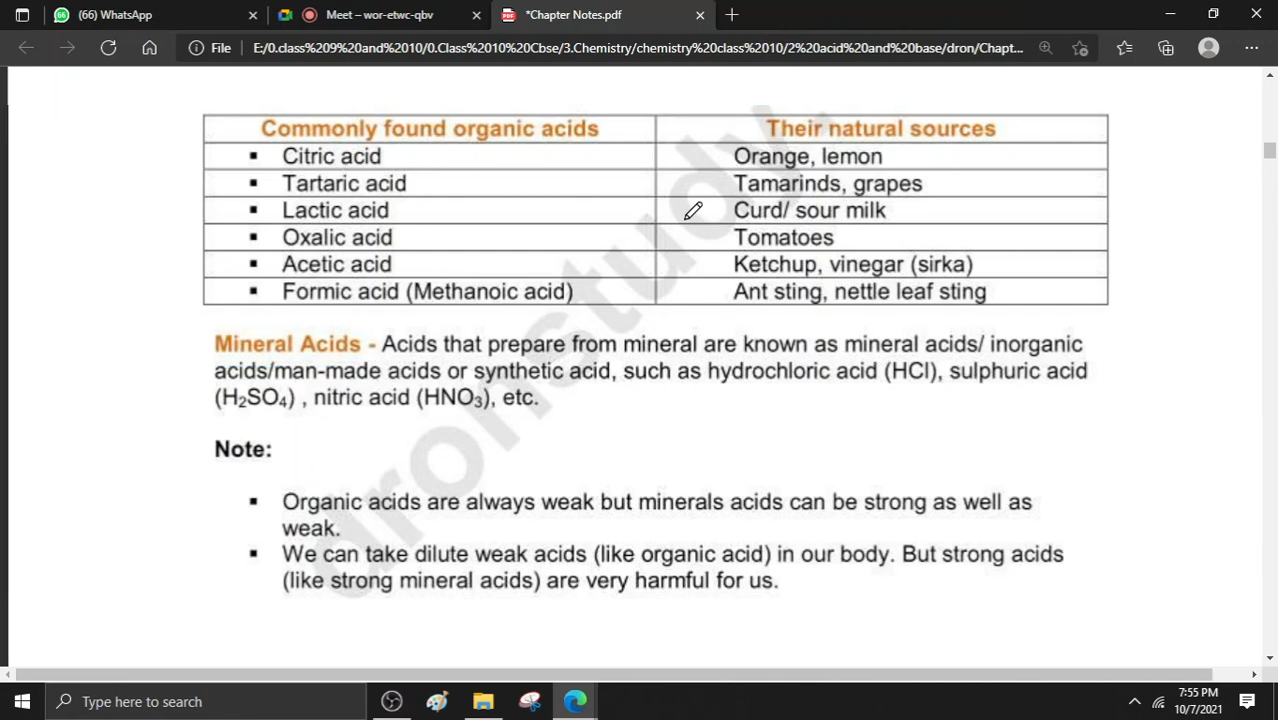 (66) WhatsApp
Meet – wor-etwc-qbv
*Chapter Notes.pdf
File
E:/0.class%209%20and%2010/0.Class%2010%20Cbse/3.Chemistry/chemistry%20class%2010/2%20acid%20and%20base/dron/Chapt...
Commonly found organic acids Their natural sources
▪ Citric acid Orange, lemon
▪ Tartaric acid Tamarinds, grapes
▪ Lactic acid Curd/ sour milk
▪ Oxalic acid Tomatoes
▪ Acetic acid Ketchup, vinegar (sirka)
▪ Formic acid (Methanoic acid) Ant sting, nettle leaf sting
Mineral Acids - Acids that prepare from mineral are known as mineral acids/ inorganic
acids/man-made acids or synthetic acid, such as hydrochloric acid (HCl), sulphuric acid
(H₂SO₄) , nitric acid (HNO₃), etc.
Note:
▪ Organic acids are always weak but minerals acids can be strong as well as
weak.
▪ We can take dilute weak acids (like organic acid) in our body. But strong acids
(like strong mineral acids) are very harmful for us.
dronstudy.
Type here to search
7:55 PM
10/7/2021